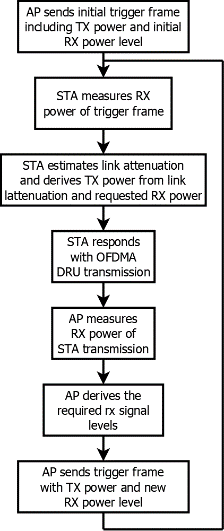 AP sends initial trigger frame
including TX power and initial
RX power level
STA measures RX
power of trigger frame
STA estimates link attenuation
and derives TX power from link
lattenuation and requested RX power
STA responds
with OFDMA
DRU transmission
AP measures
RX power of
STA transmission
AP derives the
required rx signal
levels
AP sends trigger frame
with TX power and new
RX power level